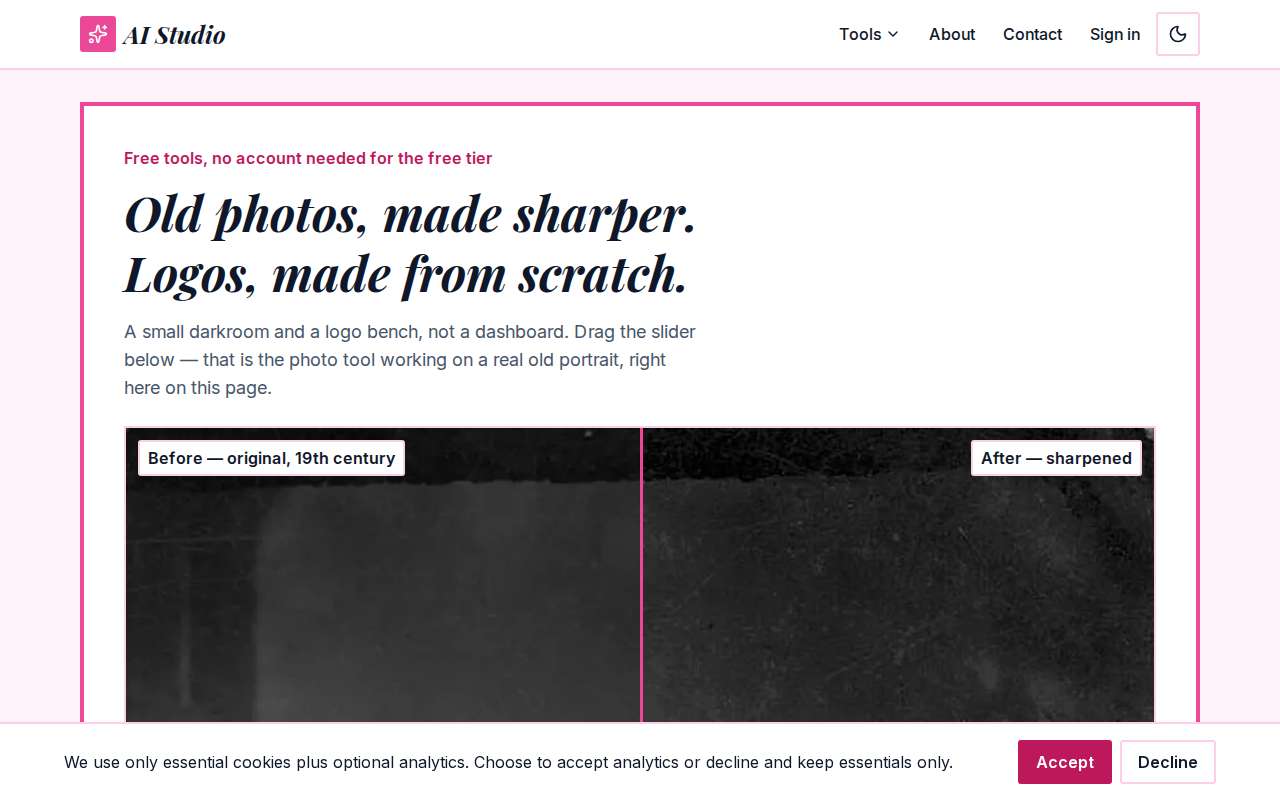 AI Studio
Tools
About
Contact
Sign in
Free tools, no account needed for the free tier
Old photos, made sharper.
Logos, made from scratch.
A small darkroom and a logo bench, not a dashboard. Drag the slider
below — that is the photo tool working on a real old portrait, right
here on this page.
Before — original, 19th century
After — sharpened
We use only essential cookies plus optional analytics. Choose to accept analytics or decline and keep essentials only.
Accept
Decline